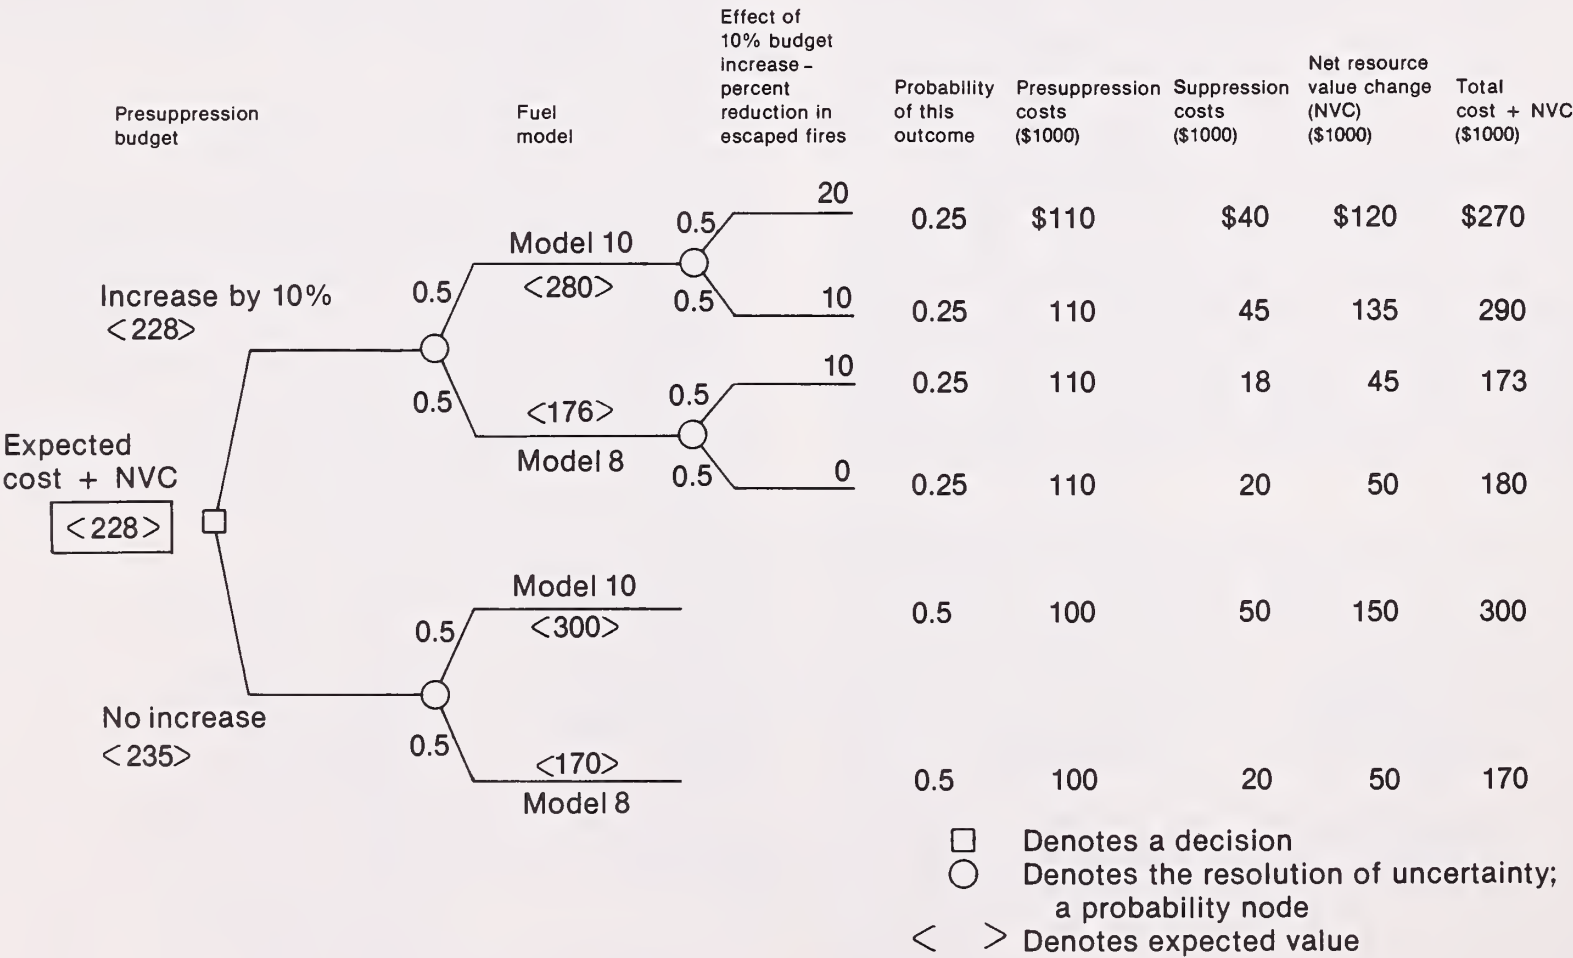 Presuppression
budget
Fuel
model
Effect of
10% budget
increase –
percent
reduction in
escaped fires
Probability
of this
outcome
Presuppression
costs
($1000)
Suppression
costs
($1000)
Net resource
value change
(NVC)
($1000)
Total
cost + NVC
($1000)
0.5 20 0.25 $110 $40 $120 $270
Model 10
<280>
Increase by 10%
<228>
0.5
0.5 10 0.25 110 45 135 290
0.5 10 0.25 110 18 45 173
0.5
<176>
Model 8
0.5 0 0.25 110 20 50 180
Expected
cost + NVC
<228>
Model 10
0.5 <300> 0.5 100 50 150 300
No increase
<235>
0.5
<170>
Model 8
0.5 100 20 50 170
Denotes a decision
Denotes the resolution of uncertainty;
a probability node
< > Denotes expected value